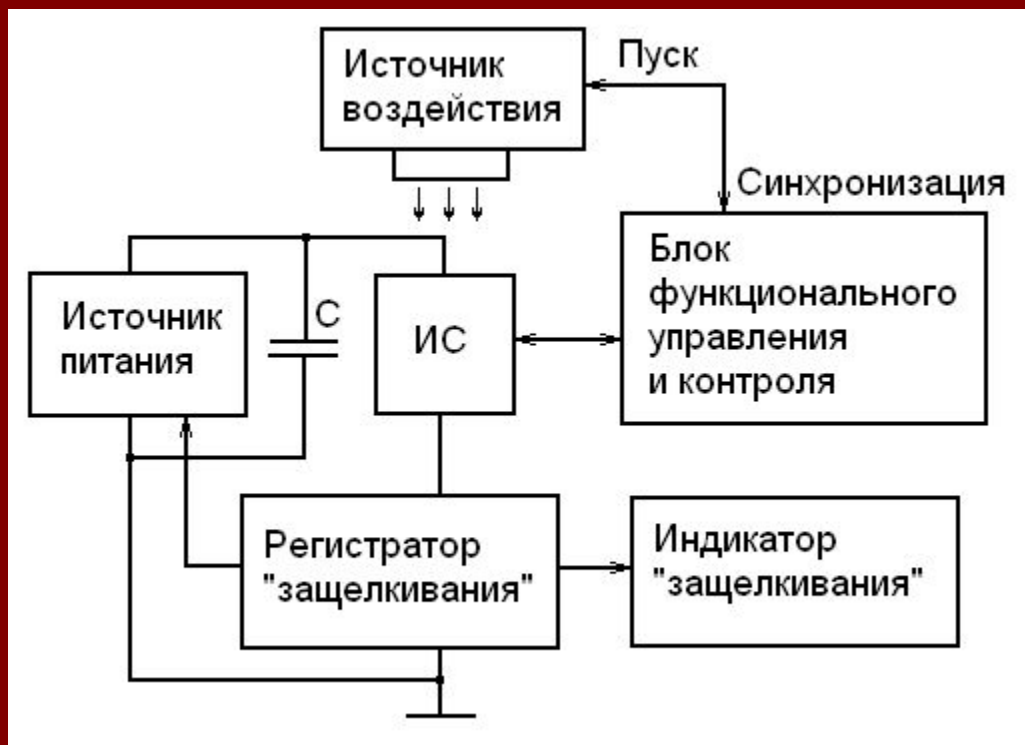 Источник
воздействия
Пуск
Синхронизация
Блок
функционального
управления
и контроля
Источник
питания
С
ИС
Регистратор
"защелкивания"
Индикатор
"защелкивания"